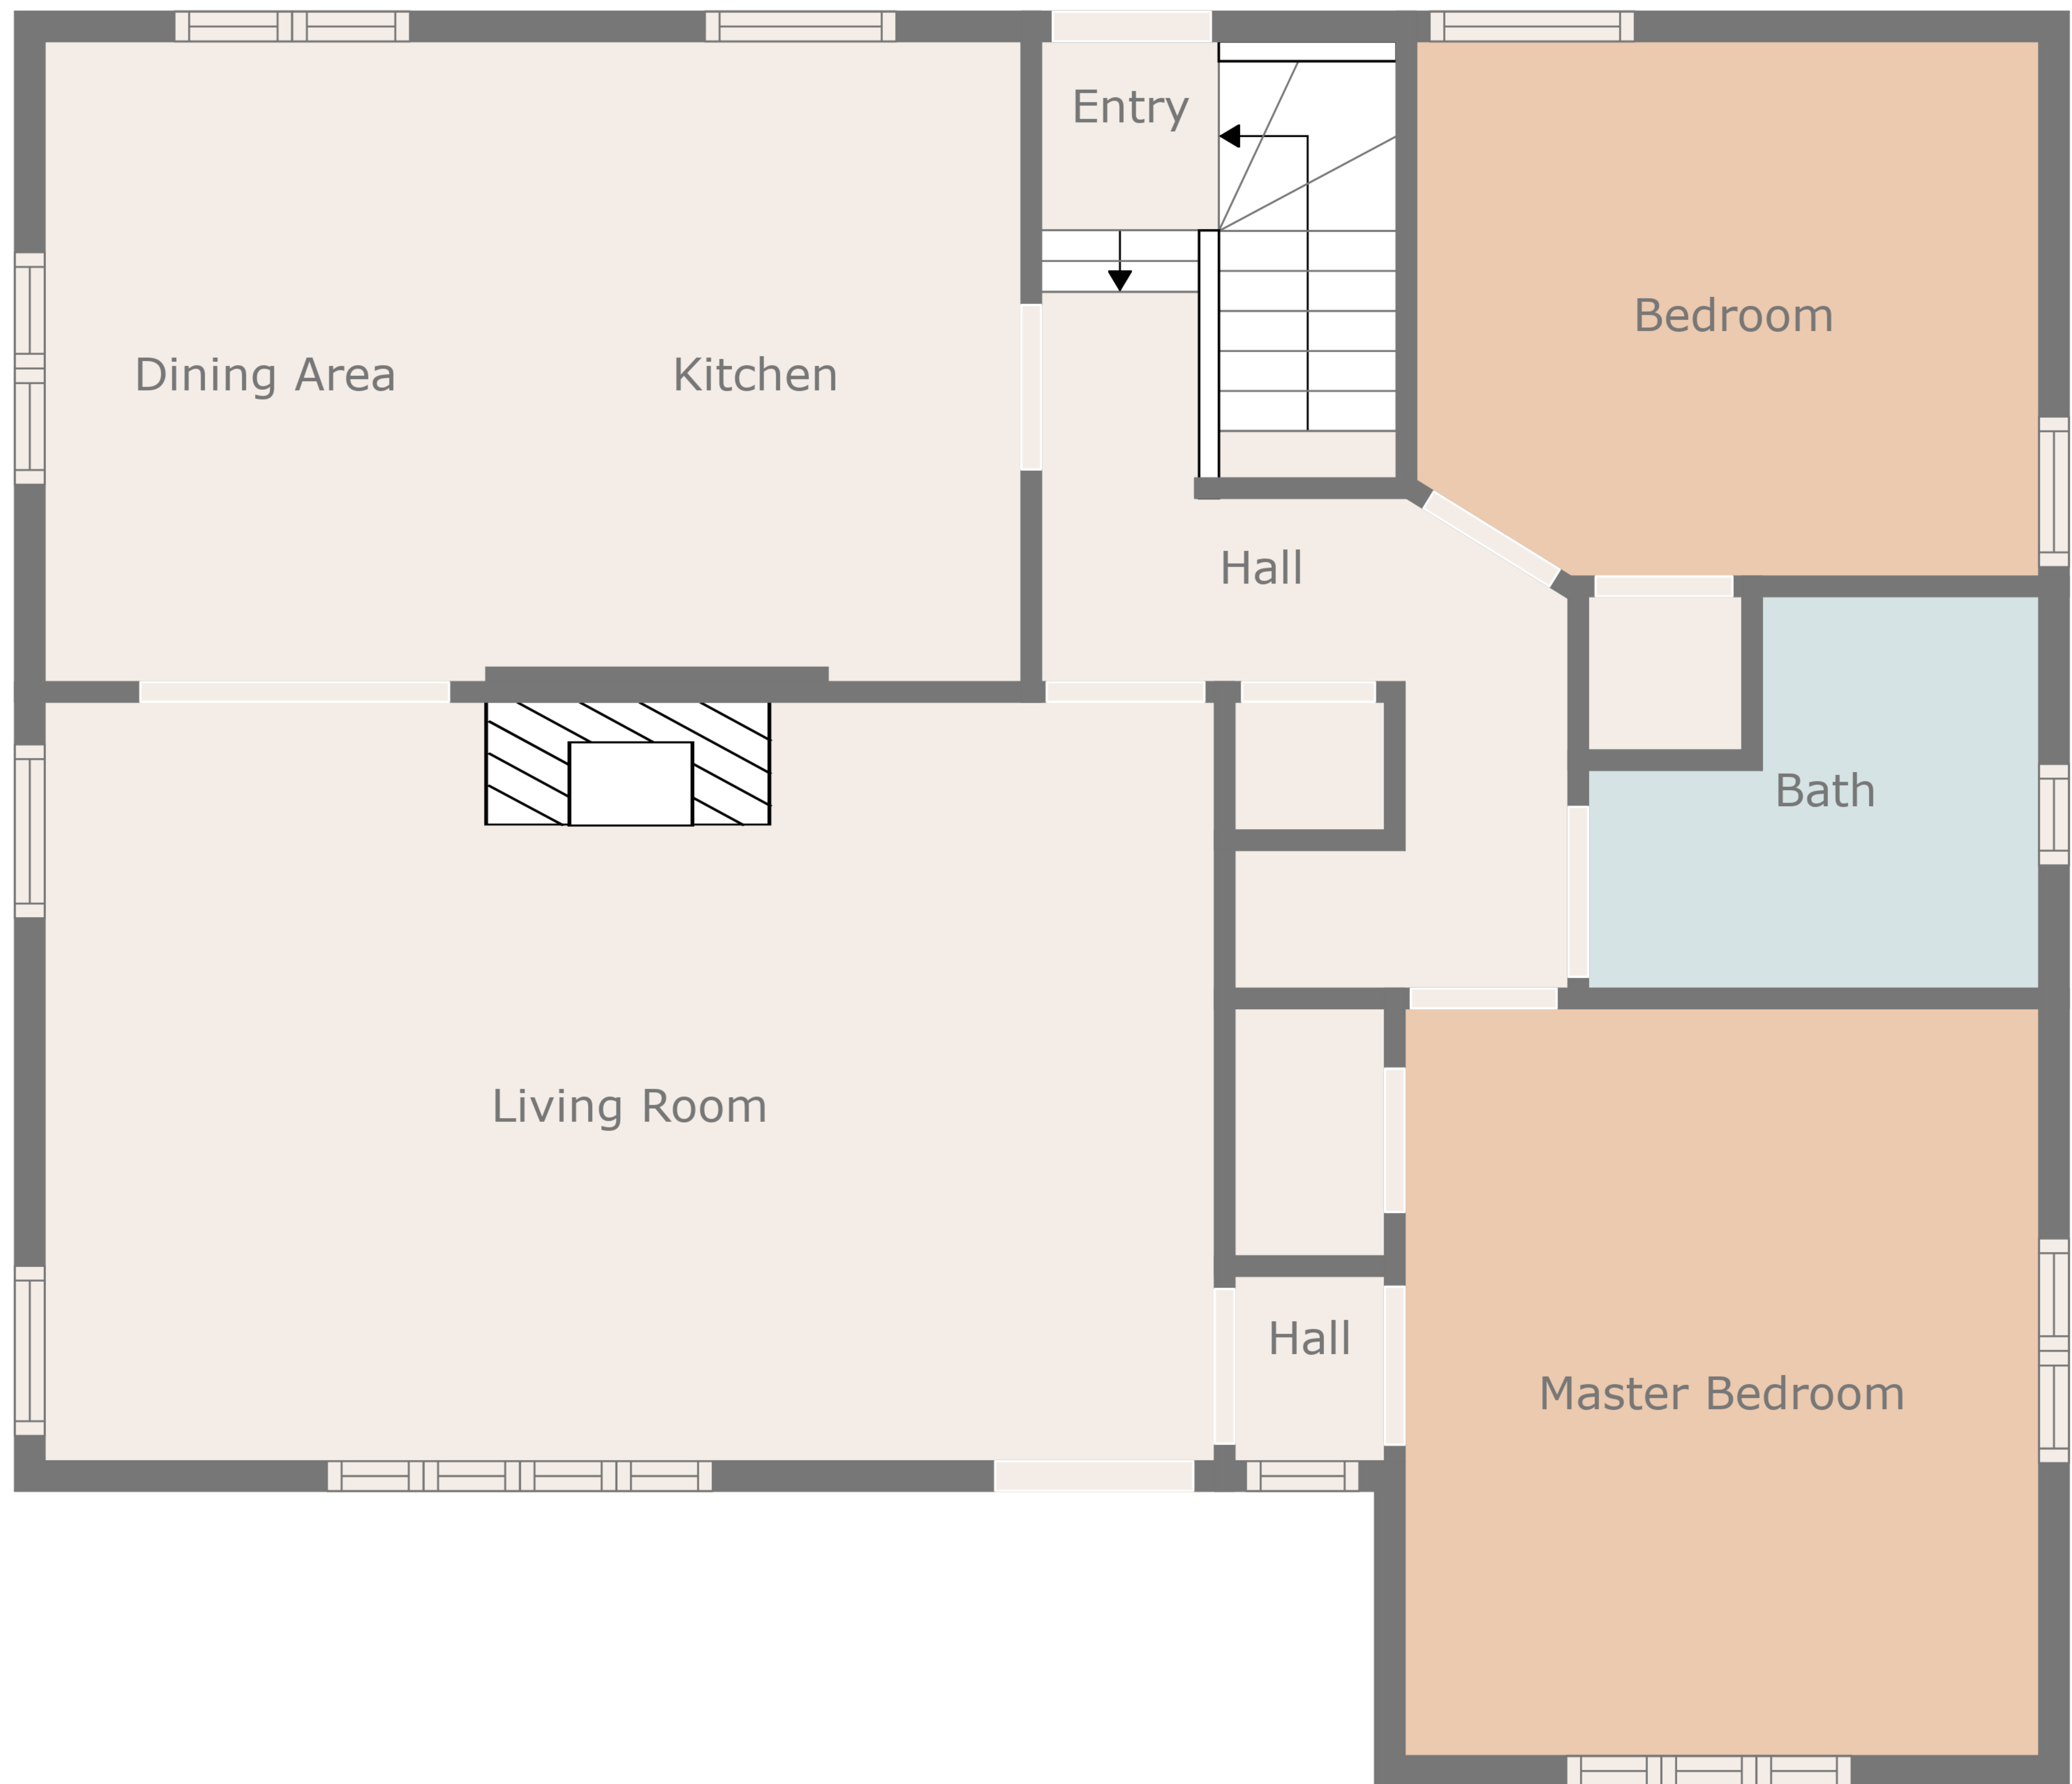 Entry
Bedroom
Dining Area
Kitchen
Hall
Bath
Living Room
Hall
Master Bedroom